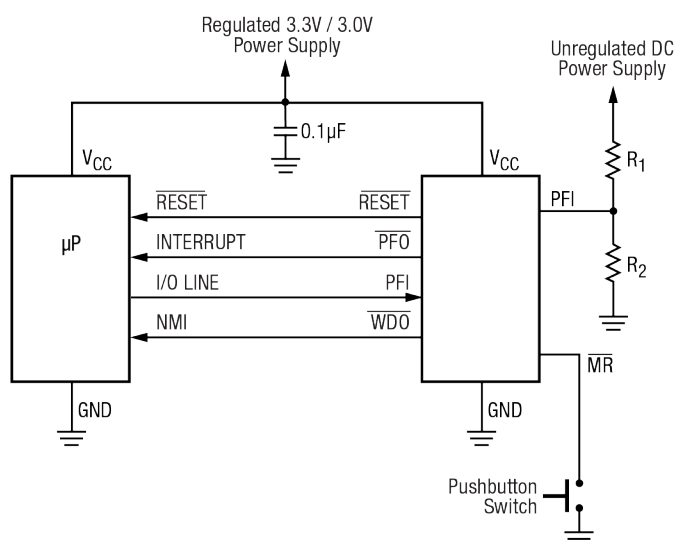 Regulated 3.3V / 3.0V
Power Supply
Unregulated DC
Power Supply
0.1µF
R1
VCC
VCC
PFI
R2
µP
RESET
RESET
INTERRUPT
PFO
I/O LINE
PFI
NMI
WDO
MR
GND
GND
Pushbutton
Switch